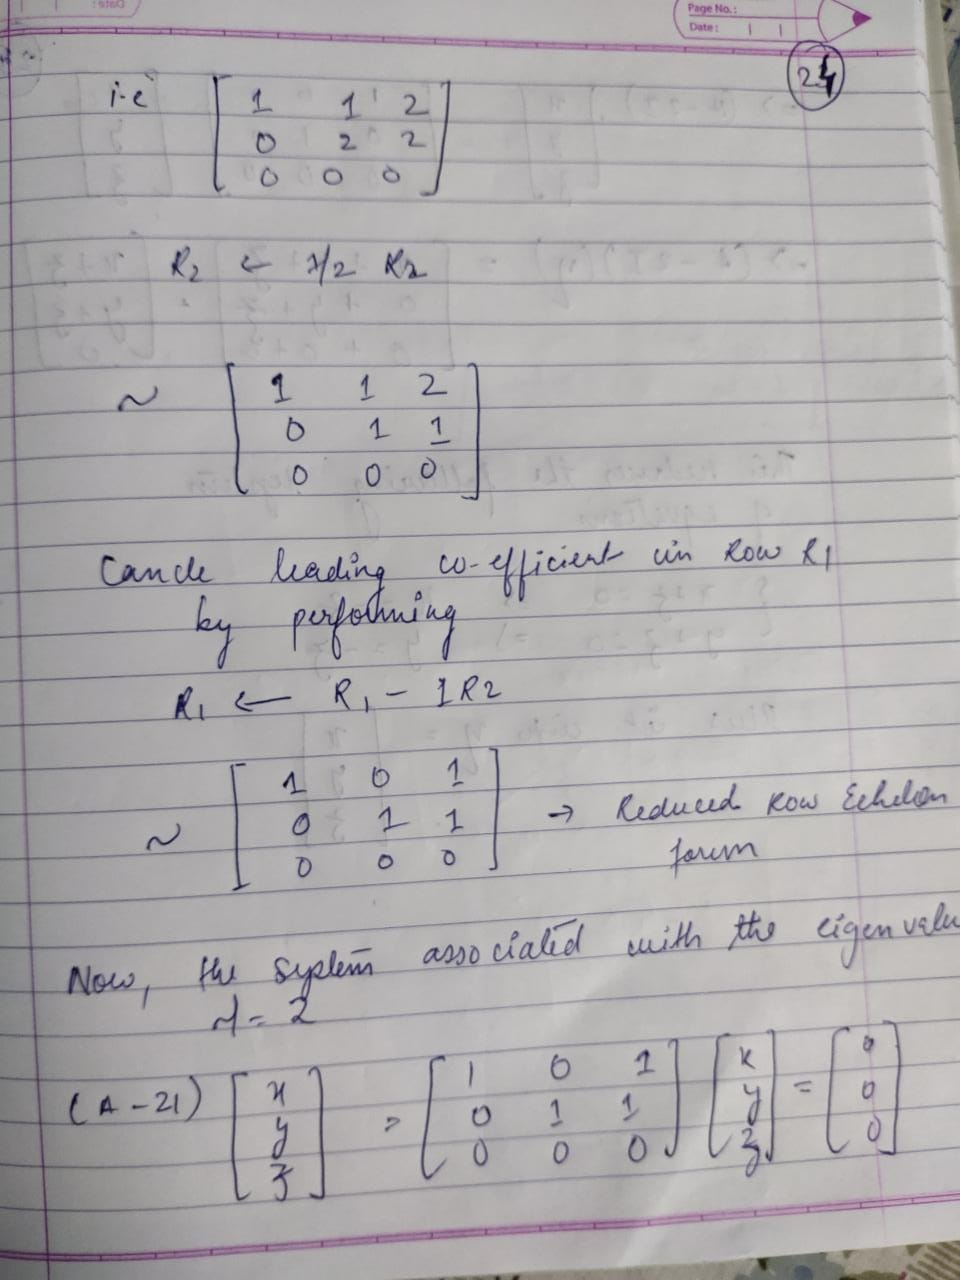 Page No.:
Date:
24
i.e [ 1 1 2
0 2 2
0 0 0 ]
R2 ← 1/2 R2
~ [ 1 1 2
0 1 1
0 0 0 ]
Cancle leading co-efficient in Row R1
by performing
R1 ← R1 - 1R2
~ [ 1 0 1
0 1 1 → Reduced Row Echelon
0 0 0 ] form
Now, the system associated with the eigenvalu
λ = 2
(A - 2I) [ x y z ] = [ 1 0 1
0 1 1
0 0 0 ] [ x y z ] = [ 0 0 0 ]